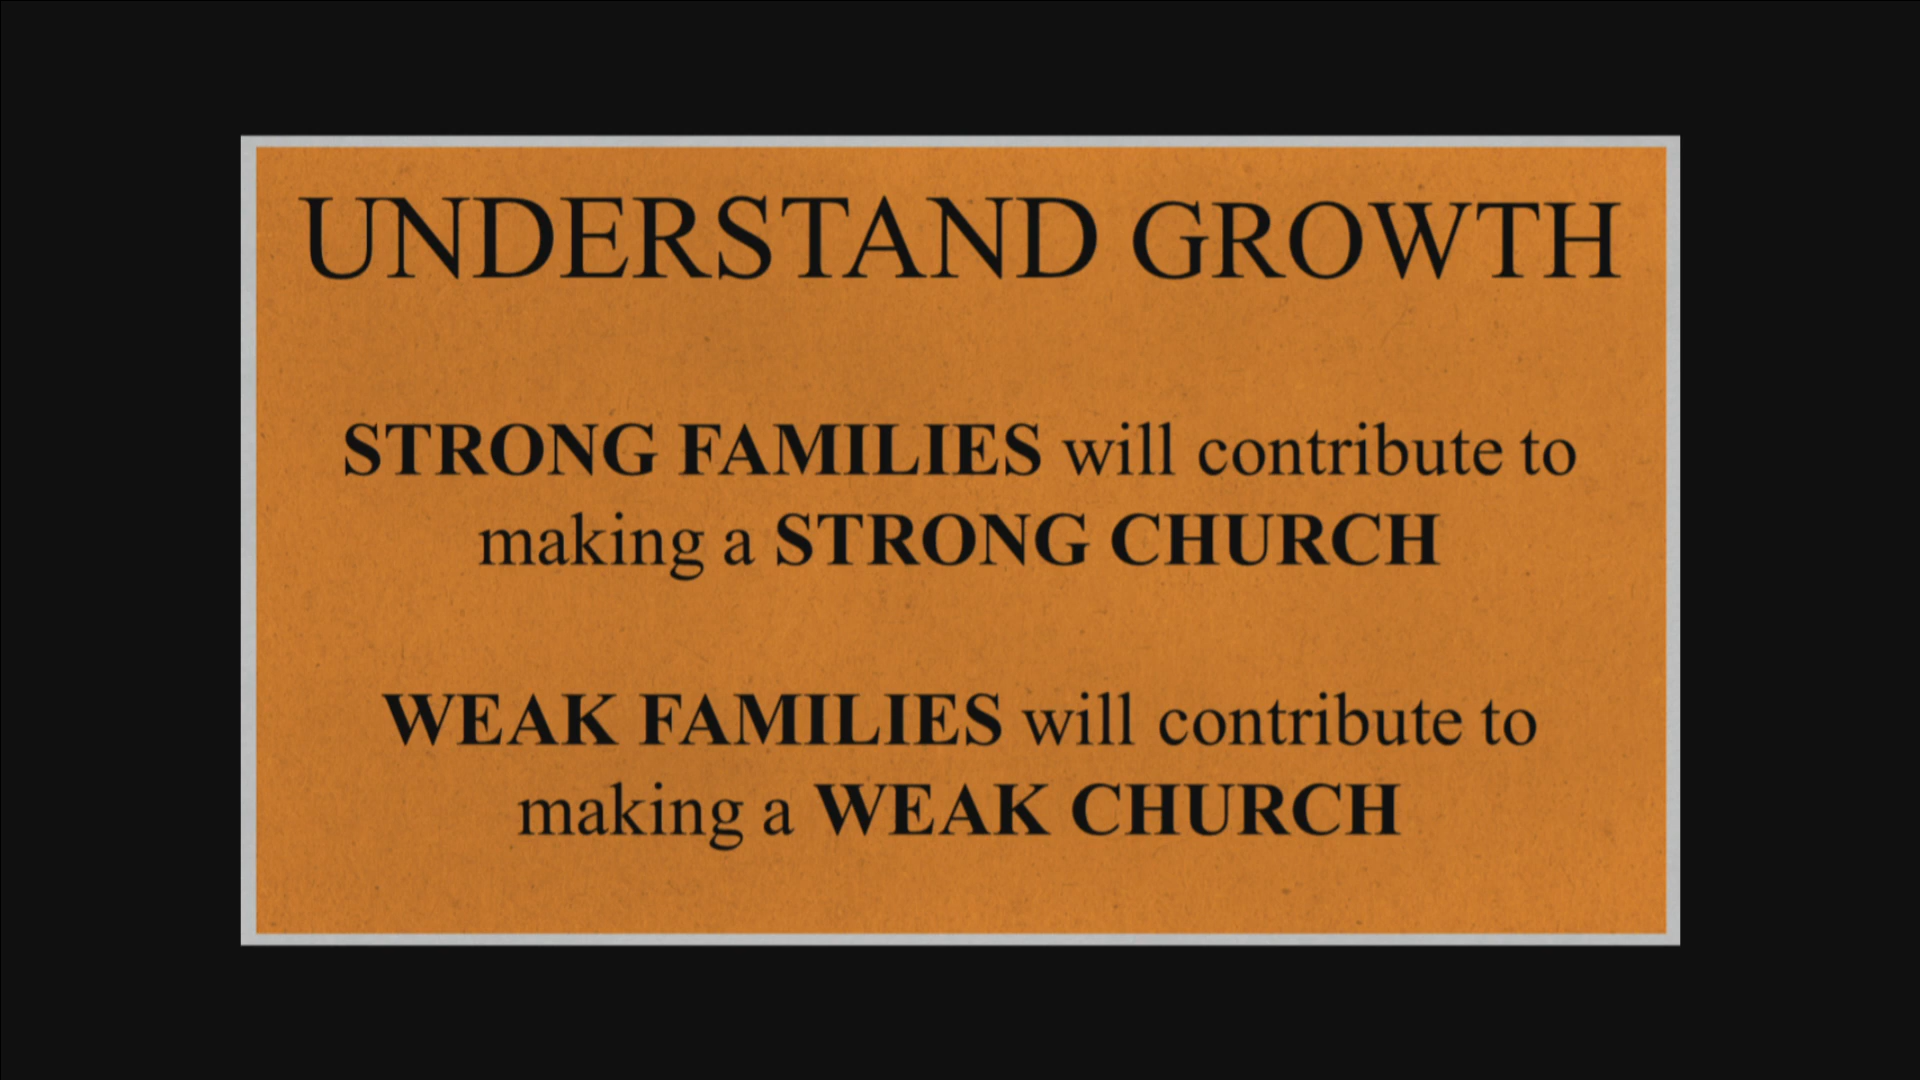 UNDERSTAND GROWTH
STRONG FAMILIES will contribute to
making a STRONG CHURCH
WEAK FAMILIES will contribute to
making a WEAK CHURCH